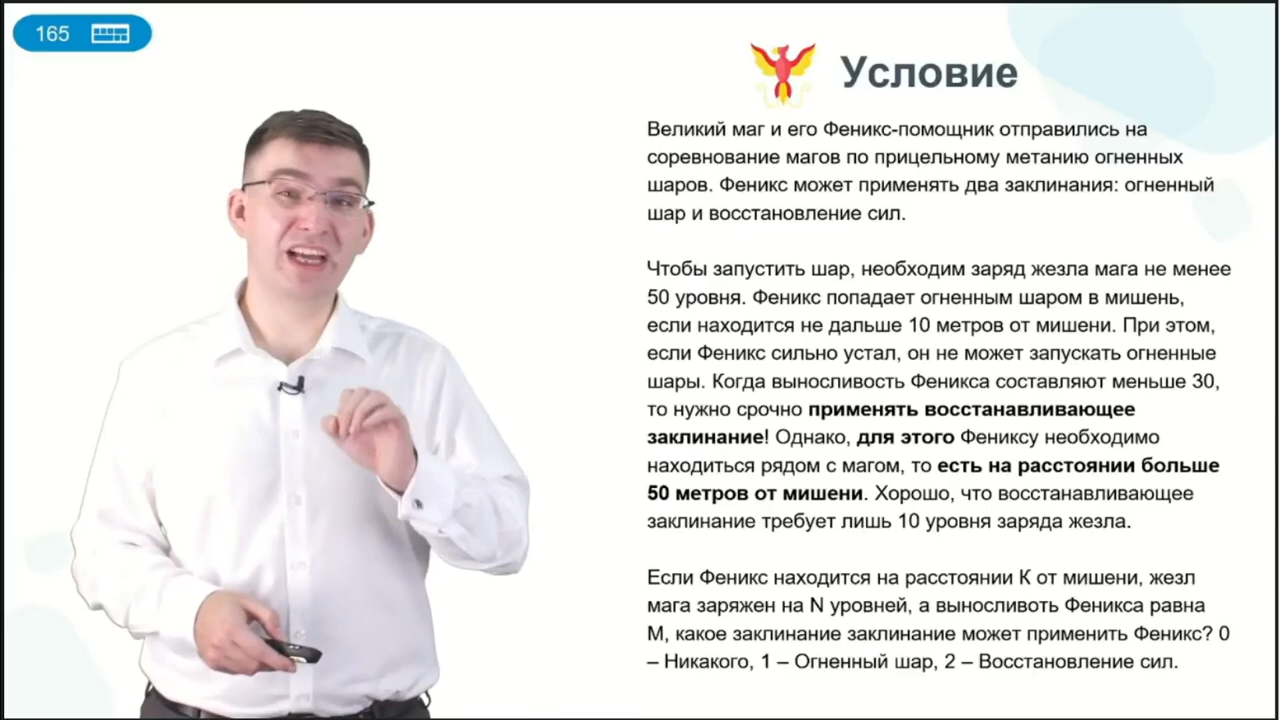 165
Условие
Великий маг и его Феникс-помощник отправились на
соревнование магов по прицельному метанию огненных
шаров. Феникс может применять два заклинания: огненный
шар и восстановление сил.
Чтобы запустить шар, необходим заряд жезла мага не менее
50 уровня. Феникс попадает огненным шаром в мишень,
если находится не дальше 10 метров от мишени. При этом,
если Феникс сильно устал, он не может запускать огненные
шары. Когда выносливость Феникса составляют меньше 30,
то нужно срочно применять восстанавливающее
заклинание! Однако, для этого Фениксу необходимо
находиться рядом с магом, то есть на расстоянии больше
50 метров от мишени. Хорошо, что восстанавливающее
заклинание требует лишь 10 уровня заряда жезла.
Если Феникс находится на расстоянии К от мишени, жезл
мага заряжен на N уровней, а выносливоть Феникса равна
М, какое заклинание заклинание может применить Феникс? 0
– Никакого, 1 – Огненный шар, 2 – Восстановление сил.